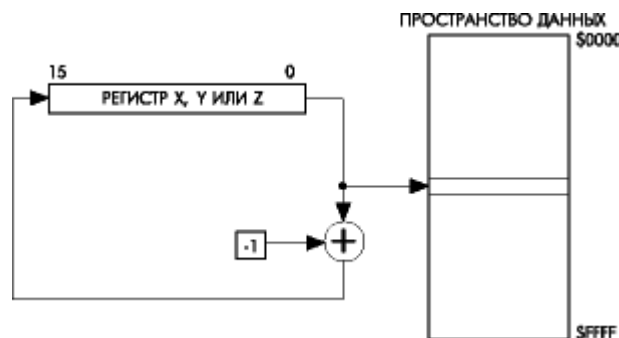 ПРОСТРАНСТВО ДАННЫХ
$0000
15 0
РЕГИСТР X, Y ИЛИ Z
-1
+
$FFFF